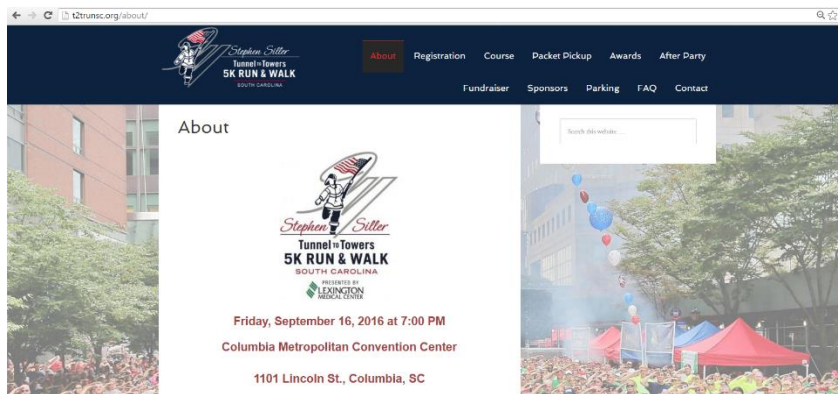 t2trunsc.org/about/
Stephen Siller
Tunnel to Towers
5K RUN & WALK
SOUTH CAROLINA
About Registration Course Packet Pickup Awards After Party
Fundraiser Sponsors Parking FAQ Contact
About
Search this website …
Stephen Siller
Tunnel to Towers
5K RUN & WALK
SOUTH CAROLINA
PRESENTED BY
LEXINGTON
MEDICAL CENTER
Friday, September 16, 2016 at 7:00 PM
Columbia Metropolitan Convention Center
1101 Lincoln St., Columbia, SC